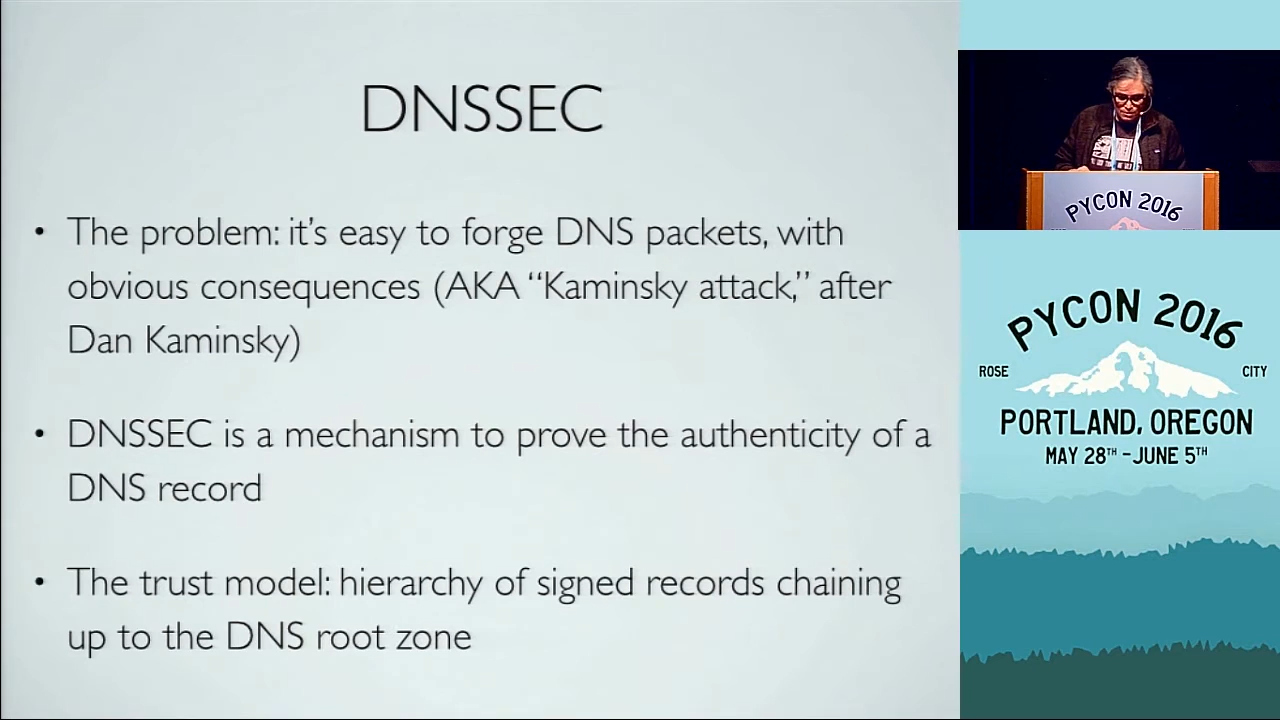 DNSSEC
• The problem: it’s easy to forge DNS packets, with
obvious consequences (AKA “Kaminsky attack,” after
Dan Kaminsky)
• DNSSEC is a mechanism to prove the authenticity of a
DNS record
• The trust model: hierarchy of signed records chaining
up to the DNS root zone
PYCON 2016
PYCON 2016
ROSE CITY
PORTLAND, OREGON
MAY 28TH - JUNE 5TH